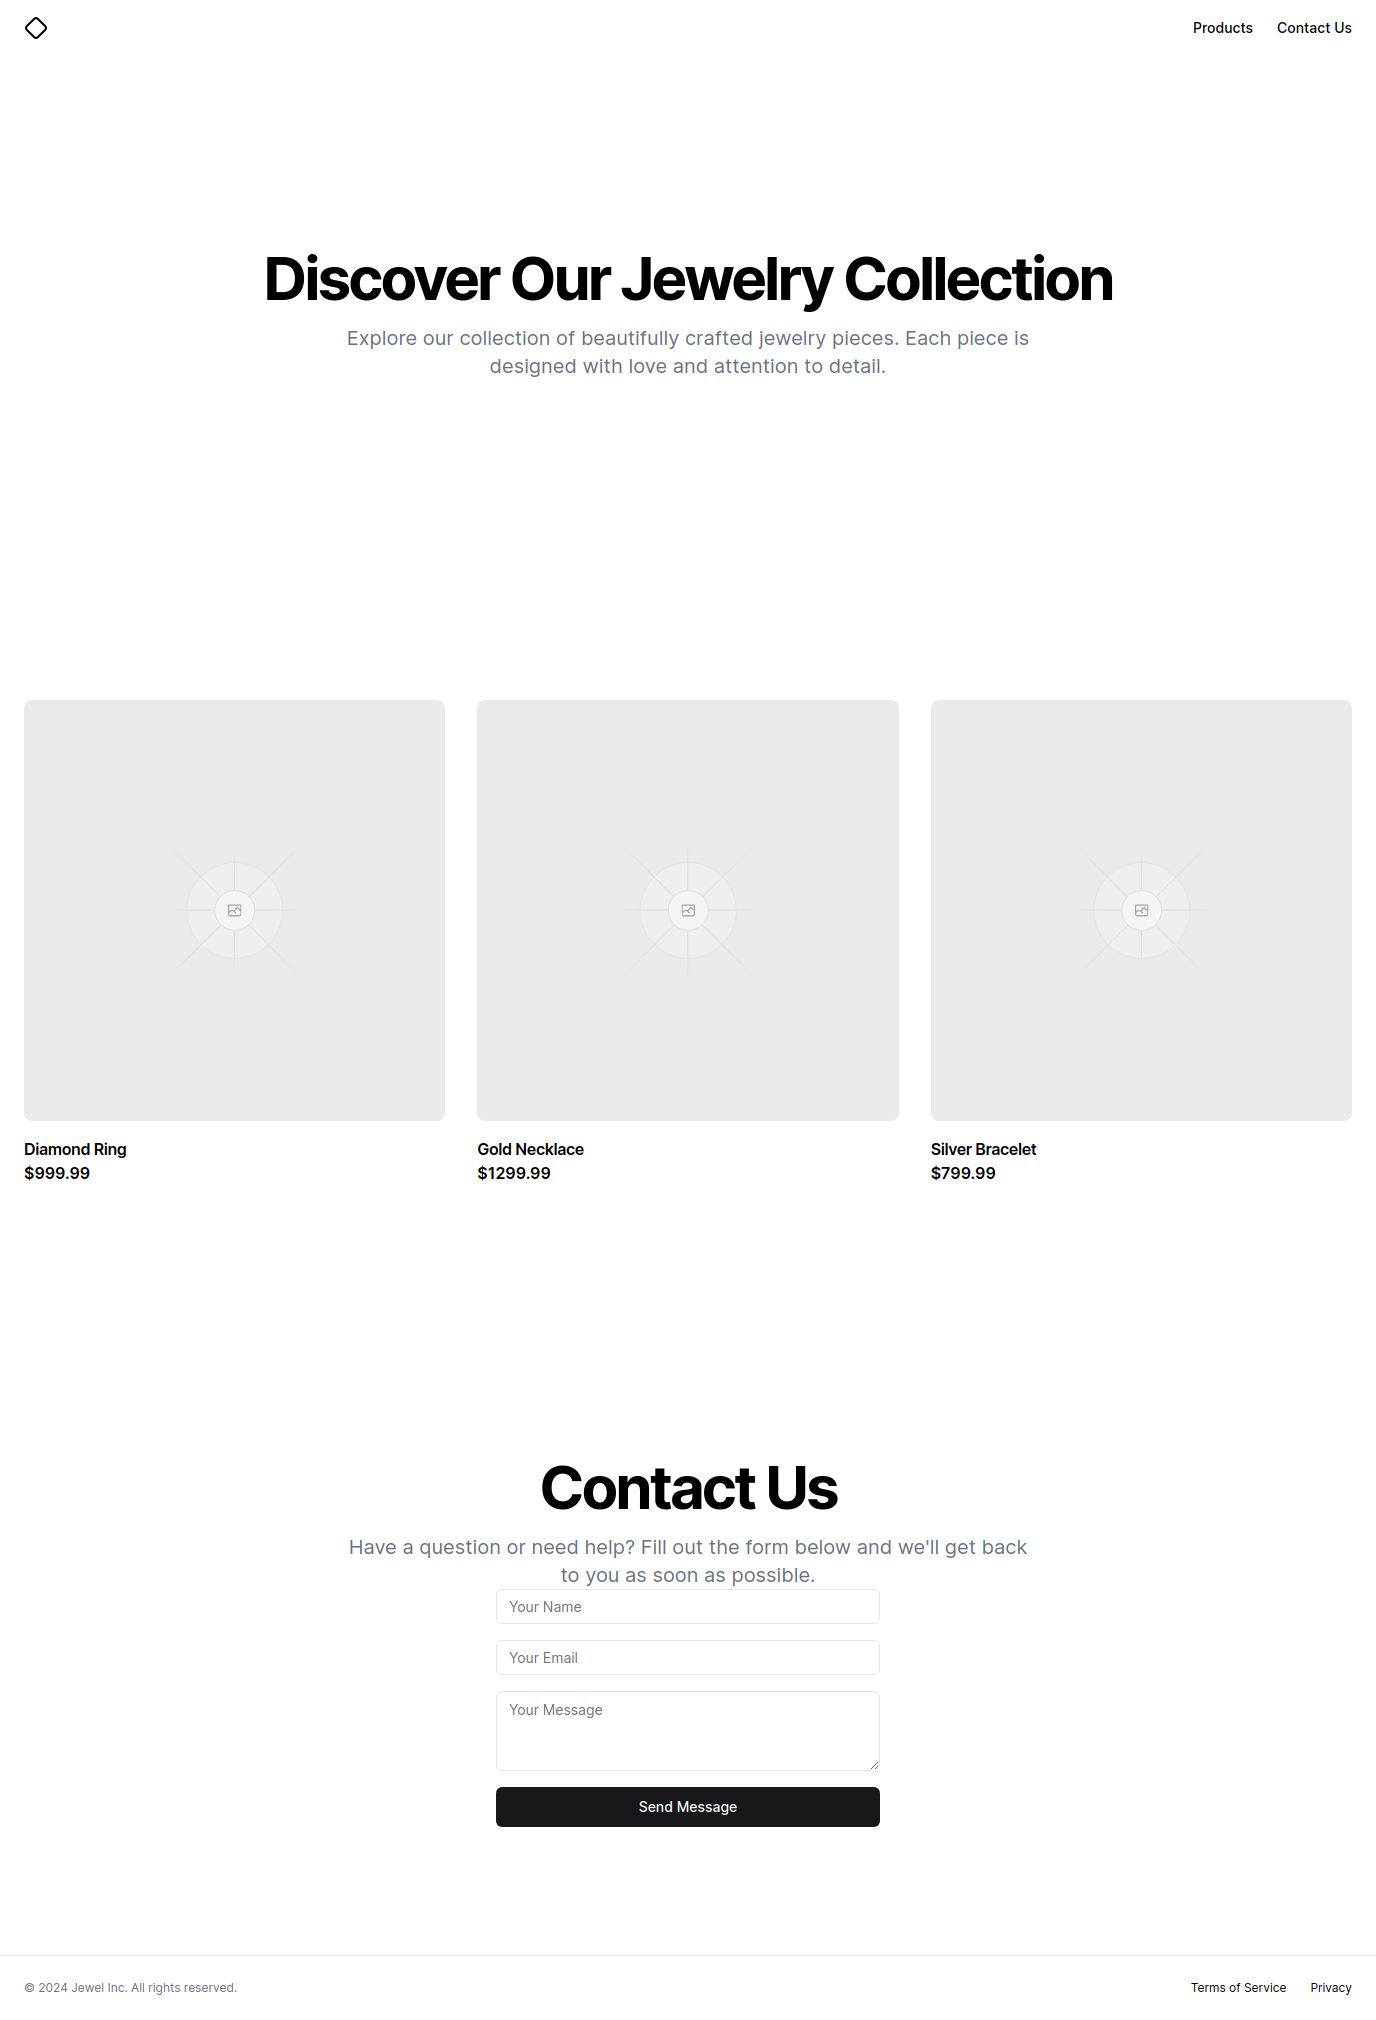 Products
Contact Us
Discover Our Jewelry Collection
Explore our collection of beautifully crafted jewelry pieces. Each piece is
designed with love and attention to detail.
Diamond Ring
$999.99
Gold Necklace
$1299.99
Silver Bracelet
$799.99
Contact Us
Have a question or need help? Fill out the form below and we'll get back
to you as soon as possible.
Your Name
Your Email
Your Message
Send Message
© 2024 Jewel Inc. All rights reserved.
Terms of Service
Privacy